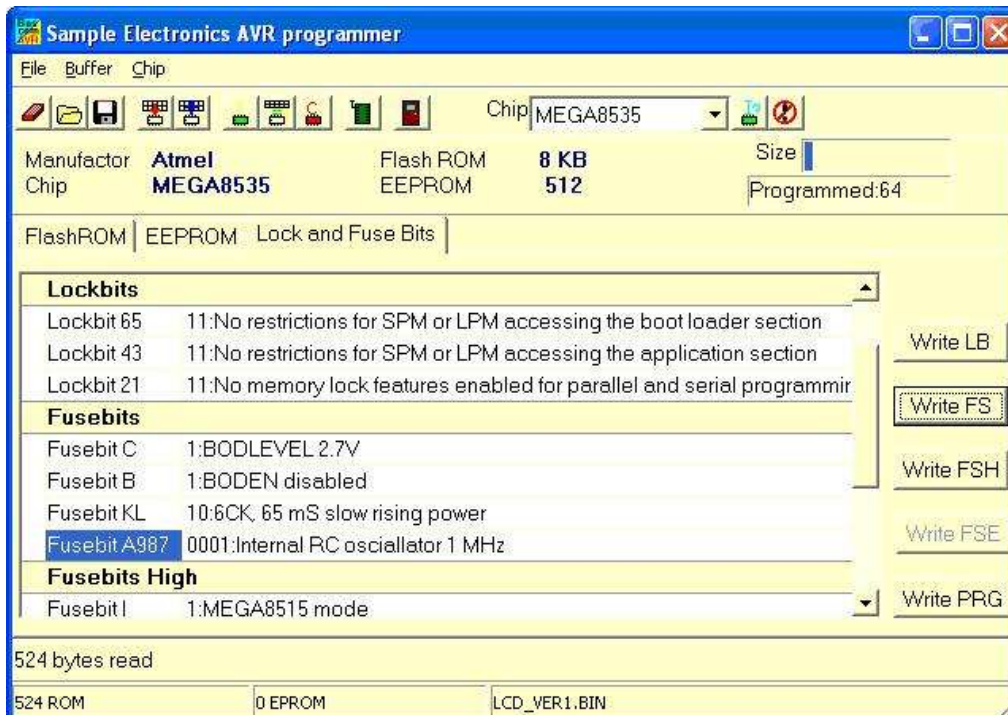 Sample Electronics AVR programmer
File Buffer Chip
Chip MEGA8535
Manufactor Atmel Flash ROM 8 KB Size
Chip MEGA8535 EEPROM 512 Programmed:64
FlashROM EEPROM Lock and Fuse Bits
Lockbits
Lockbit 65 11:No restrictions for SPM or LPM accessing the boot loader section
Lockbit 43 11:No restrictions for SPM or LPM accessing the application section
Lockbit 21 11:No memory lock features enabled for parallel and serial programmin
Fusebits
Fusebit C 1:BODLEVEL 2.7V
Fusebit B 1:BODEN disabled
Fusebit KL 10:6CK, 65 mS slow rising power
Fusebit A987 0001:Internal RC osciallator 1 MHz
Fusebits High
Fusebit I 1:MEGA8515 mode
Write LB
Write FS
Write FSH
Write FSE
Write PRG
524 bytes read
524 ROM 0 EPROM LCD_VER1.BIN